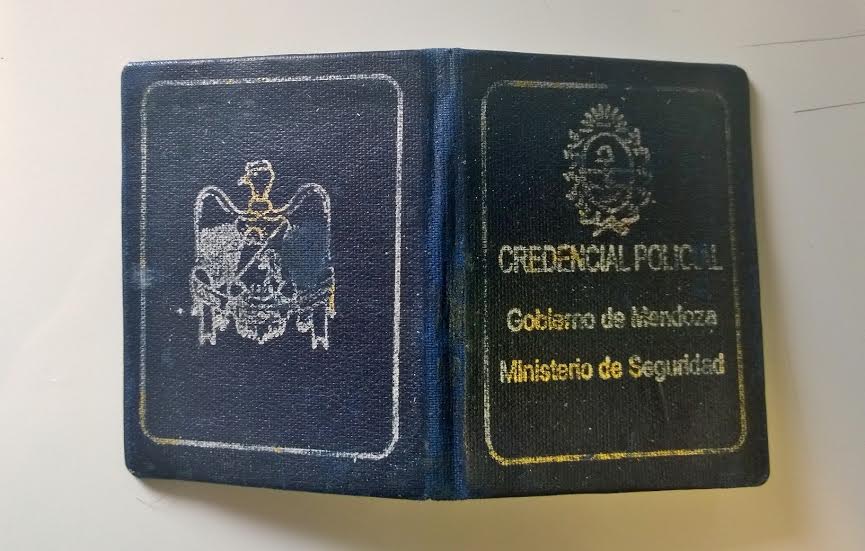 CREDENCIAL POLICIAL
Gobierno de Mendoza
Ministerio de Seguridad